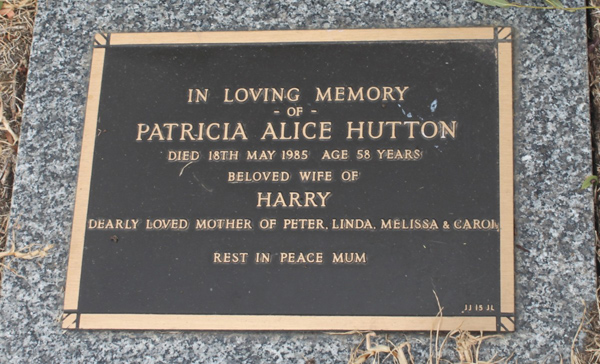 IN LOVING MEMORY
- OF -
PATRICIA ALICE HUTTON
DIED 18TH MAY 1985 AGE 58 YEARS
BELOVED WIFE OF
HARRY
DEARLY LOVED MOTHER OF PETER, LINDA, MELISSA & CAROL
REST IN PEACE MUM